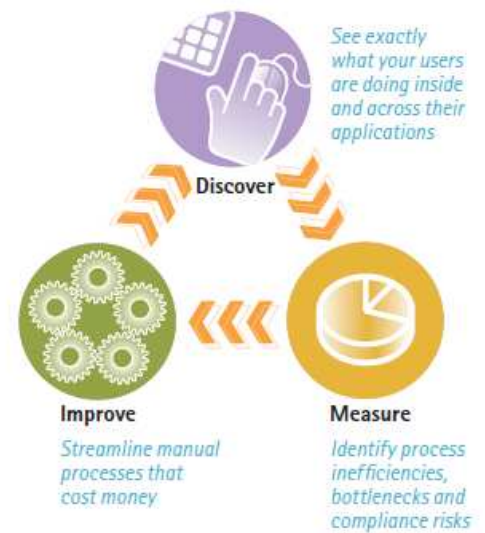 See exactly
what your users
are doing inside
and across their
applications
Discover
Improve
Streamline manual
processes that
cost money
Measure
Identify process
inefficiencies,
bottlenecks and
compliance risks